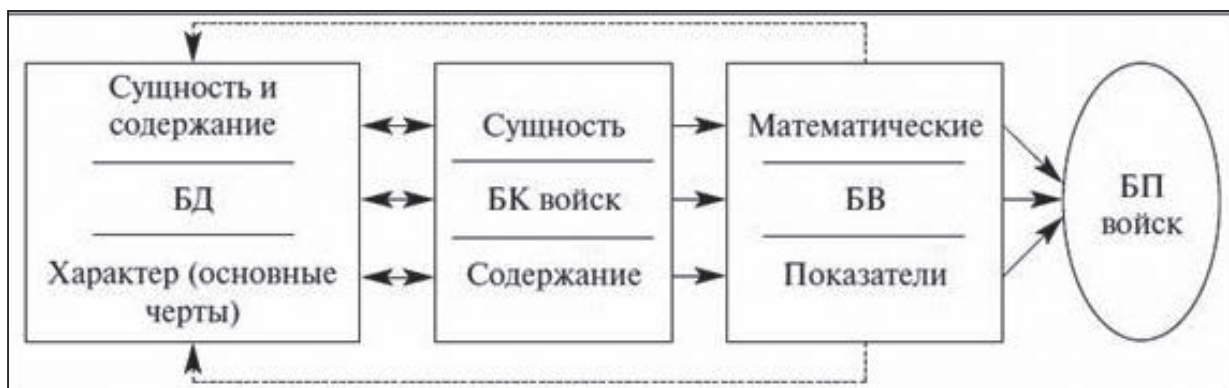 Сущность и
содержание
БД
Характер (основные
черты)
Сущность
БК войск
Содержание
Математические
БВ
Показатели
БП
войск